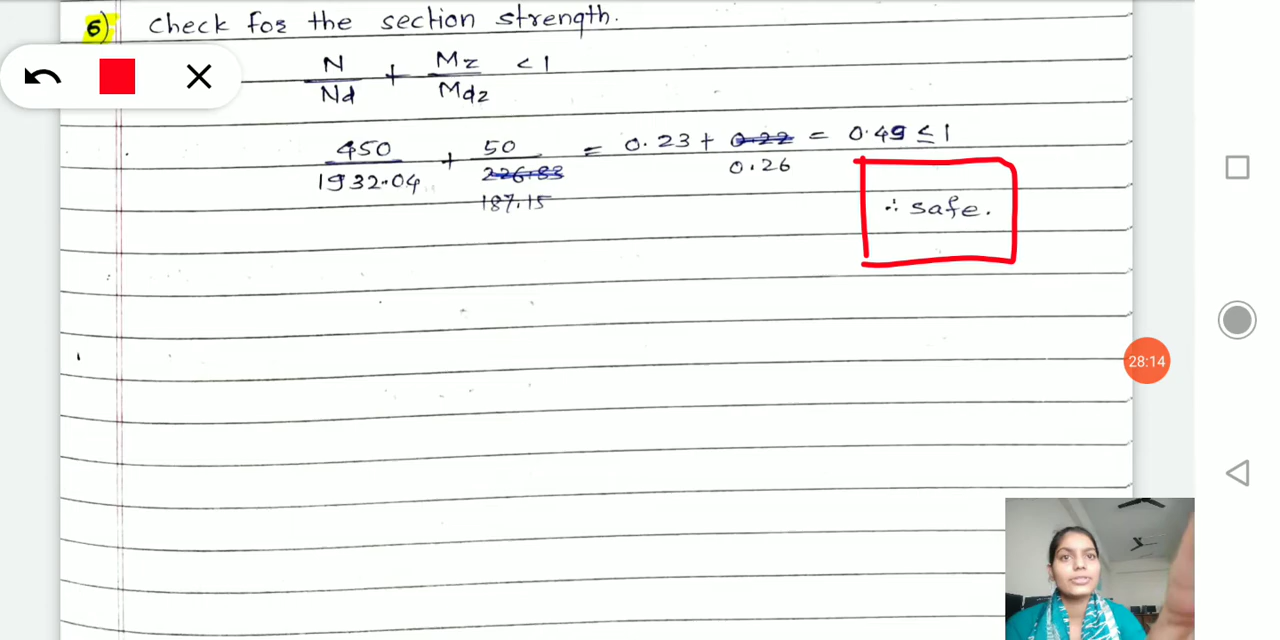 6) Check for the section strength.
N/Nd + Mz/Mdz < 1
450/1932.04 + 50/226.83 = 0.23 + 0.22 = 0.49 ≤ 1
187.15 0.26
∴ safe.
28:14